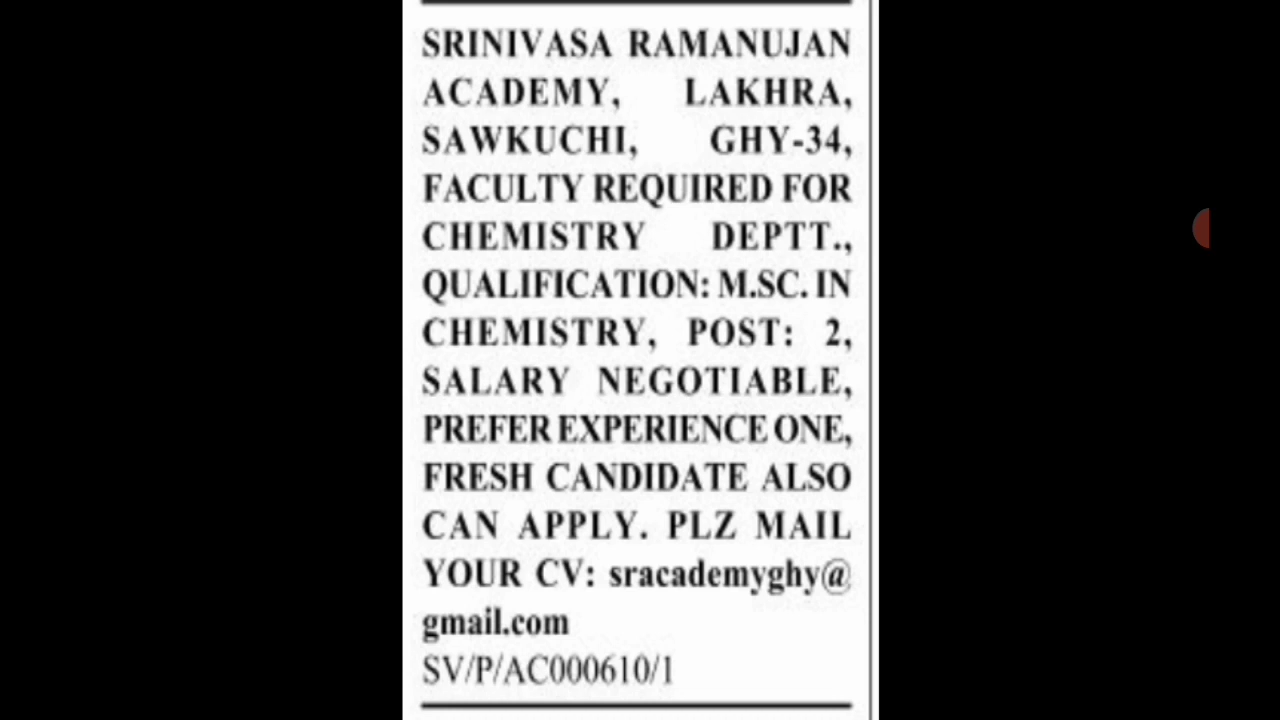 SRINIVASA RAMANUJAN
ACADEMY, LAKHRA,
SAWKUCHI, GHY-34,
FACULTY REQUIRED FOR
CHEMISTRY DEPTT.,
QUALIFICATION: M.SC. IN
CHEMISTRY, POST: 2,
SALARY NEGOTIABLE,
PREFER EXPERIENCE ONE,
FRESH CANDIDATE ALSO
CAN APPLY. PLZ MAIL
YOUR CV: sracademyghy@
gmail.com
SV/P/AC000610/1